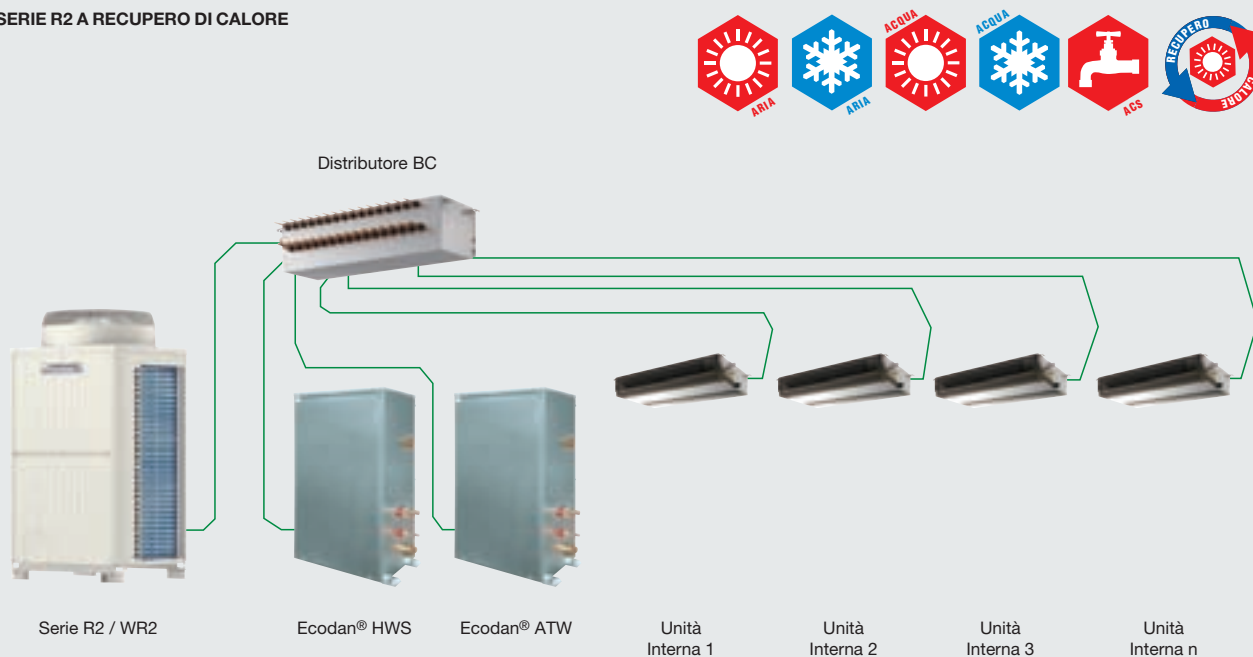 SERIE R2 A RECUPERO DI CALORE
ARIA
ARIA
ACQUA
ACQUA
ACS
RECUPERO
CALORE
Distributore BC
Serie R2 / WR2
Ecodan® HWS
Ecodan® ATW
Unità
Interna 1
Unità
Interna 2
Unità
Interna 3
Unità
Interna n